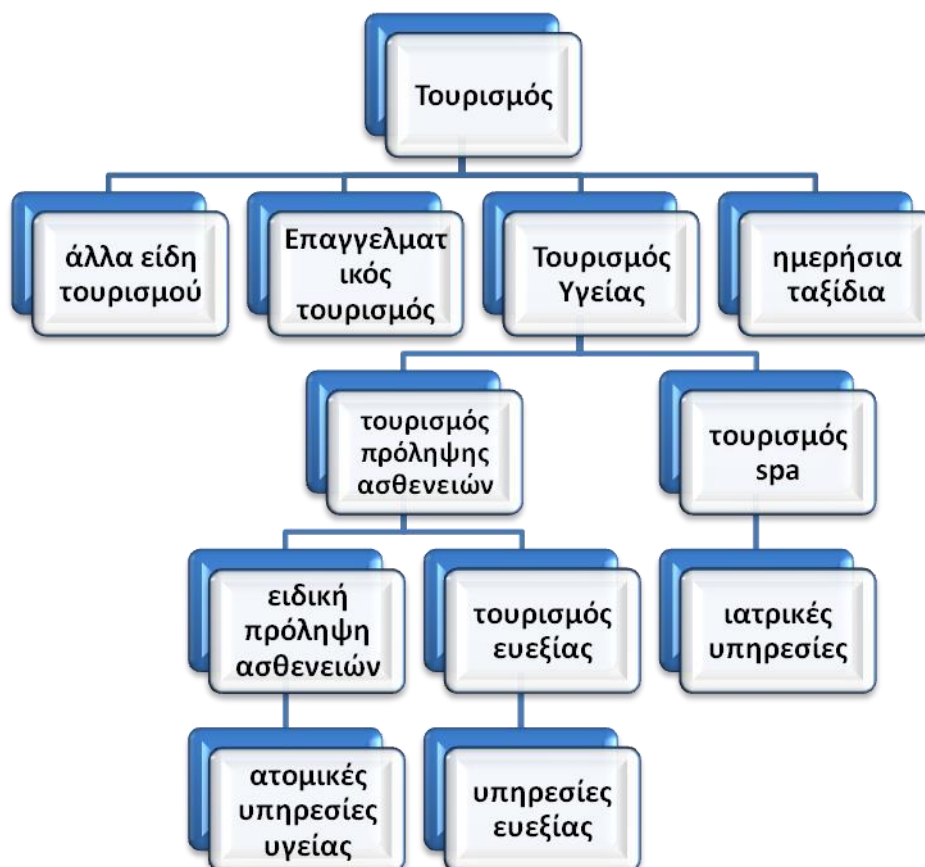 Τουρισμός
άλλα είδη
τουρισμού
Επαγγελματ
ικός
τουρισμός
Τουρισμός
Υγείας
ημερήσια
ταξίδια
τουρισμός
πρόληψης
ασθενειών
τουρισμός
spa
ειδική
πρόληψη
ασθενειών
τουρισμός
ευεξίας
ιατρικές
υπηρεσίες
ατομικές
υπηρεσίες
υγείας
υπηρεσίες
ευεξίας